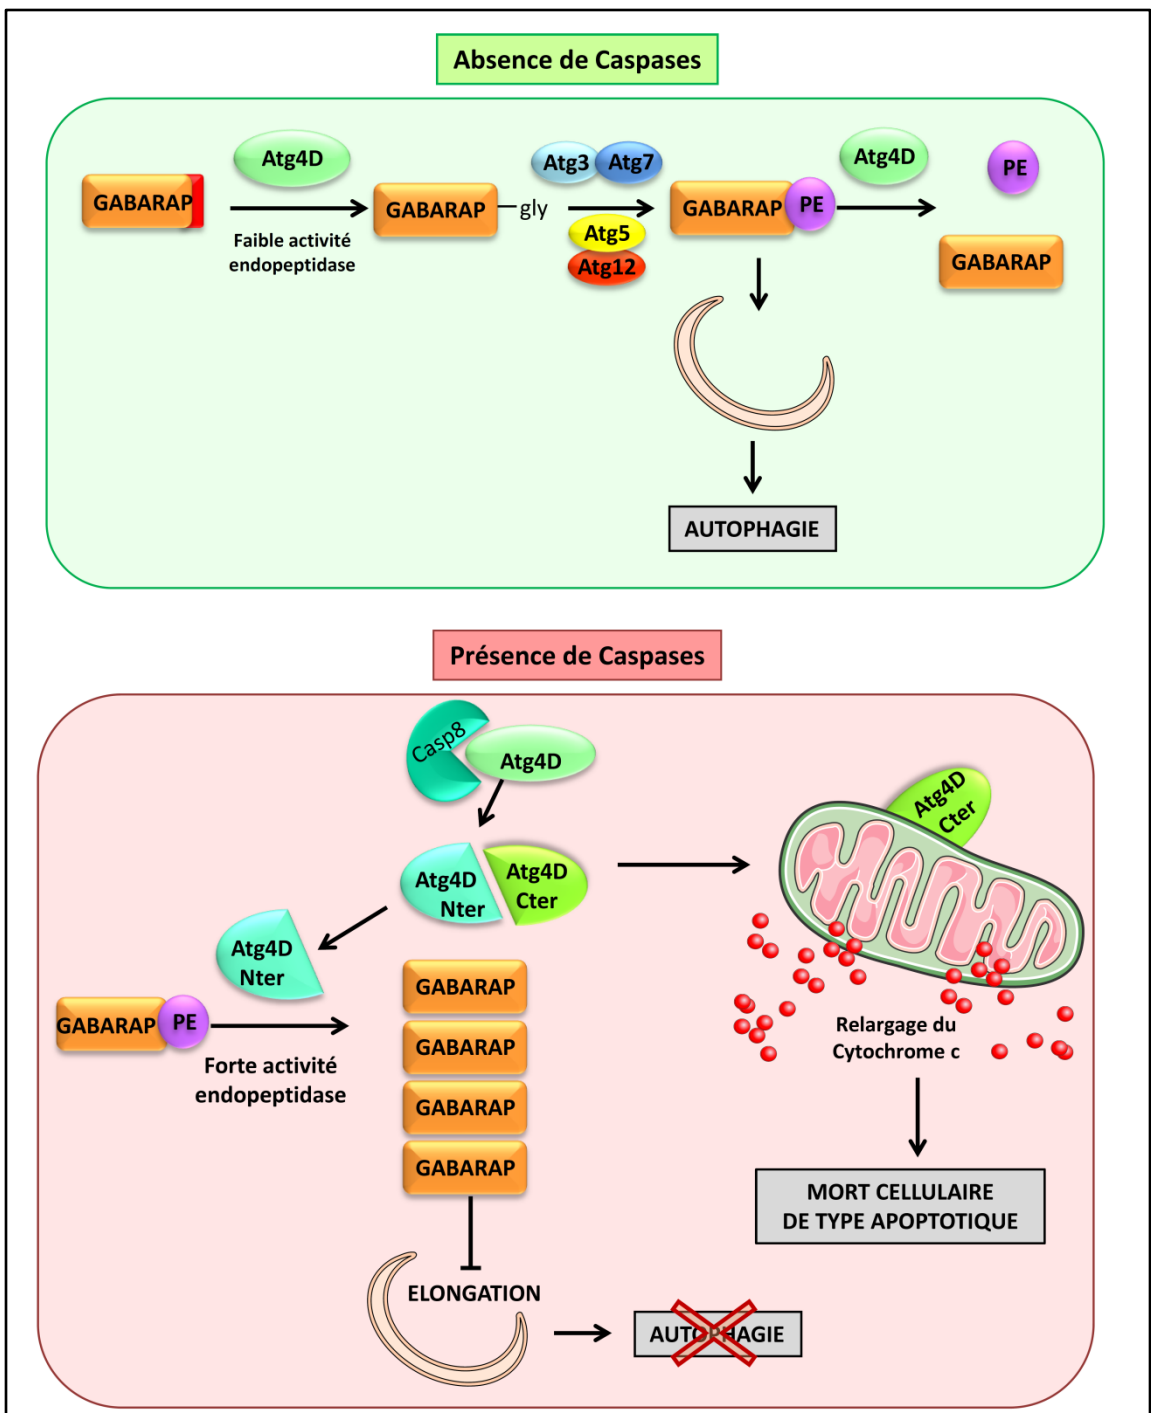 Absence de Caspases
GABARAP
Atg4D
Faible activité
endopeptidase
GABARAP
gly
Atg3
Atg7
Atg5
Atg12
GABARAP
PE
Atg4D
PE
GABARAP
AUTOPHAGIE
Présence de Caspases
Casp8
Atg4D
Atg4D
Nter
Atg4D
Cter
Atg4D
Cter
Atg4D
Nter
GABARAP
PE
Forte activité
endopeptidase
GABARAP
GABARAP
GABARAP
GABARAP
ELONGATION
AUTOPHAGIE
Relargage du
Cytochrome c
MORT CELLULAIRE
DE TYPE APOPTOTIQUE